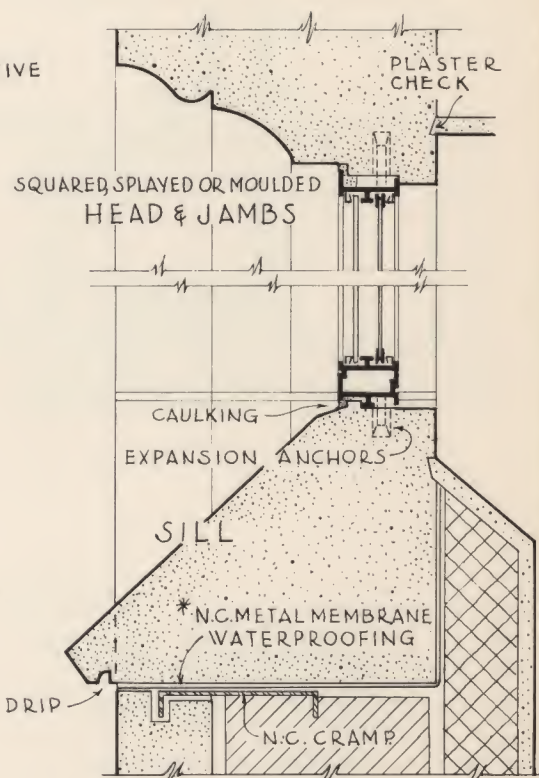 IVE
PLASTER
CHECK
SQUARED, SPLAYED OR MOULDED
HEAD & JAMBS
CAULKING
EXPANSION ANCHORS
SILL
* N.C. METAL MEMBRANE
WATERPROOFING
DRIP
N.C. CRAMP